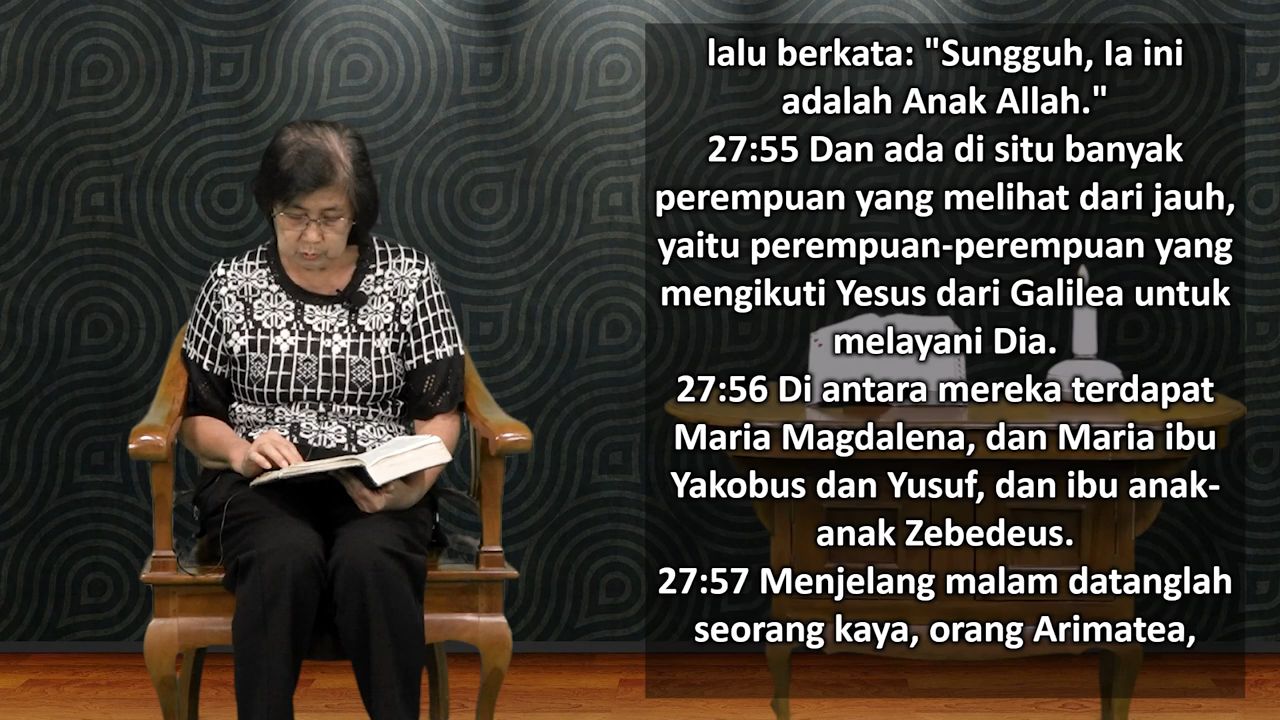 lalu berkata: "Sungguh, Ia ini
adalah Anak Allah."
27:55 Dan ada di situ banyak
perempuan yang melihat dari jauh,
yaitu perempuan-perempuan yang
mengikuti Yesus dari Galilea untuk
melayani Dia.
27:56 Di antara mereka terdapat
Maria Magdalena, dan Maria ibu
Yakobus dan Yusuf, dan ibu anak-
anak Zebedeus.
27:57 Menjelang malam datanglah
seorang kaya, orang Arimatea,